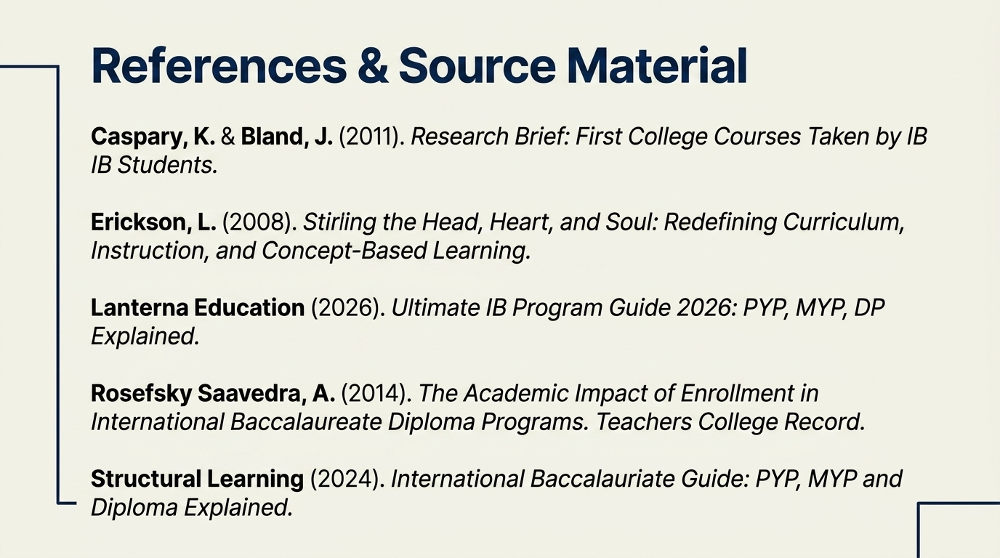 References & Source Material
Caspary, K. & Bland, J. (2011). Research Brief: First College Courses Taken by IB
IB Students.
Erickson, L. (2008). Stirling the Head, Heart, and Soul: Redefining Curriculum,
Instruction, and Concept-Based Learning.
Lanterna Education (2026). Ultimate IB Program Guide 2026: PYP, MYP, DP
Explained.
Rosefsky Saavedra, A. (2014). The Academic Impact of Enrollment in
International Baccalaureate Diploma Programs. Teachers College Record.
Structural Learning (2024). International Baccalauriate Guide: PYP, MYP and
Diploma Explained.